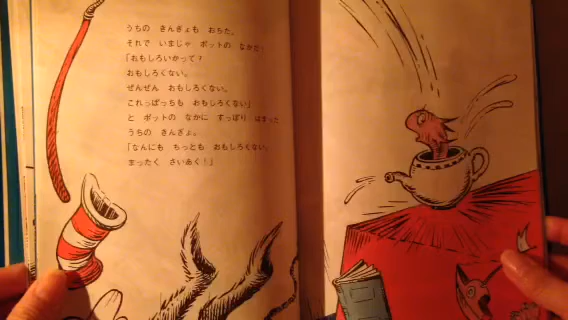 うちの きんぎょも おちた。
それで いまじゃ ポットの なかだ!
「おもしろいかって?
おもしろくない。
ぜんぜん おもしろくない。
これっぽっちも おもしろくない」
と ポットの なかに すっぽり はまった
うちの きんぎょ。
「なんにも ちっとも おもしろくない。
まったく さいあく!」